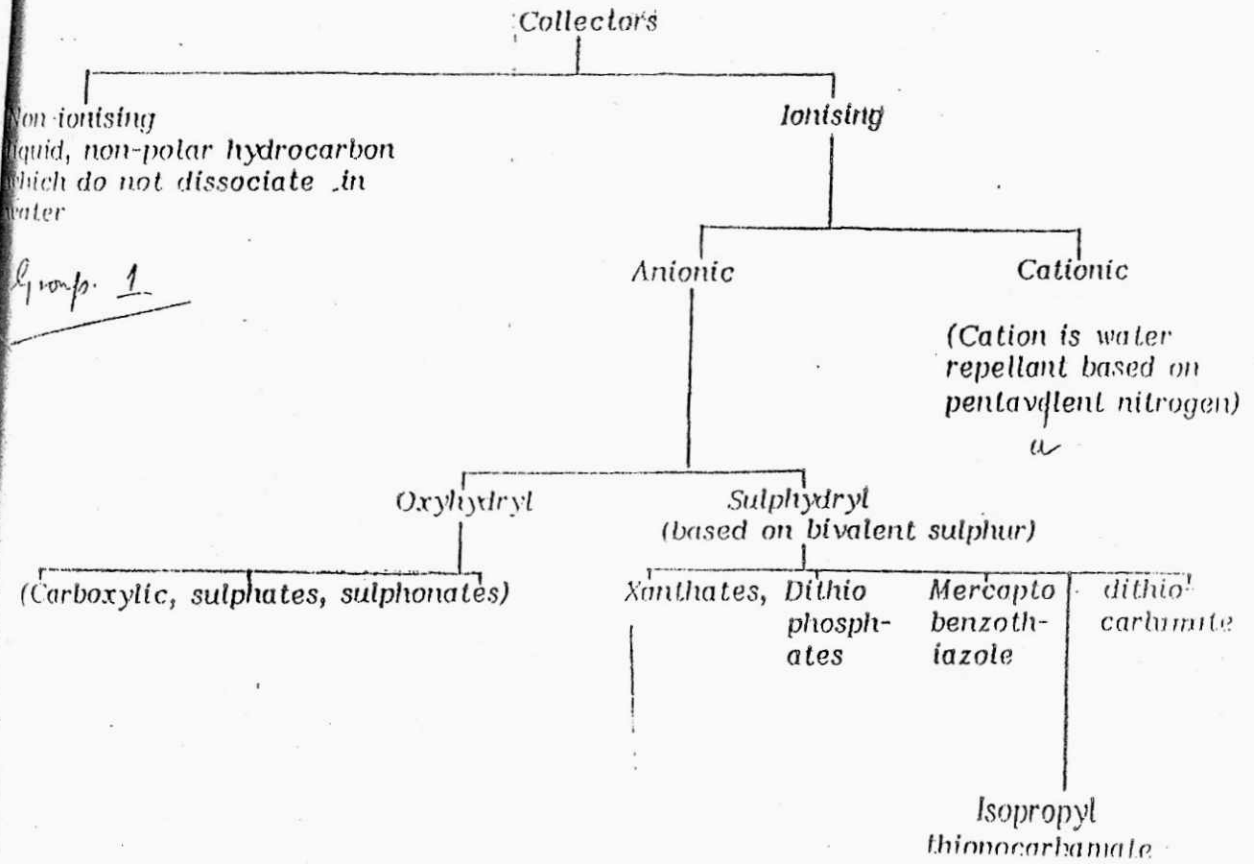 Collectors
Non-ionising
liquid, non-polar hydrocarbon
which do not dissociate in
water
Ionising
Group. 1
Anionic
Cationic
(Cation is water
repellant based on
pentavalent nitrogen)
a
Oxyhydryl
Sulphydryl
(based on bivalent sulphur)
(Carboxylic, sulphates, sulphonates)
Xanthates, Dithio
phosph-
ates
Mercapto
benzoth-
iazole
dithio
carbumite
Isopropyl
thionocarbamate